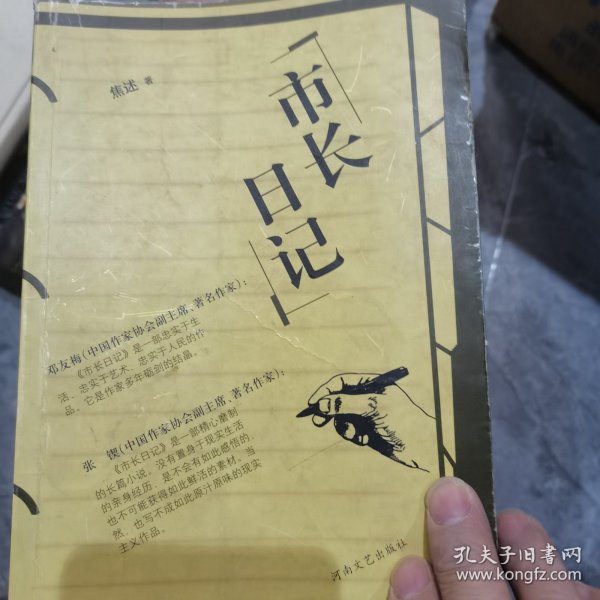 焦述 著
市长
日记
邓友梅(中国作家协会副主席、著名作家):
《市长日记》是一部忠实于生
活、忠实于艺术、忠实于人民的作
品。它是作家多年砺剑的结晶。
张 锲(中国作家协会副主席、著名作家):
《市长日记》是一部精心磨制
的长篇小说。没有置身于现实生活
的亲身经历,是不会有如此感悟的,
也不可能获得如此鲜活的素材。当
然,也写不成如此原汁原味的现实
主义作品。
河南文艺出版社
孔夫子旧书网
www.kongfz.com